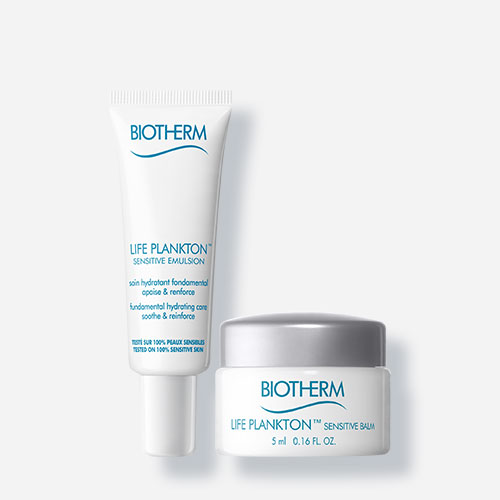 BIOTHERM
LIFE PLANKTON™
SENSITIVE EMULSION
soin hydratant fondamental
apaise & renforce
fundamental hydrating care
soothe & reinforce
TESTÉ SUR 100% PEAUX SENSIBLES
TESTED ON 100% SENSITIVE SKIN
BIOTHERM
LIFE PLANKTON™ SENSITIVE BALM
5 ml 0.16 FL. OZ.